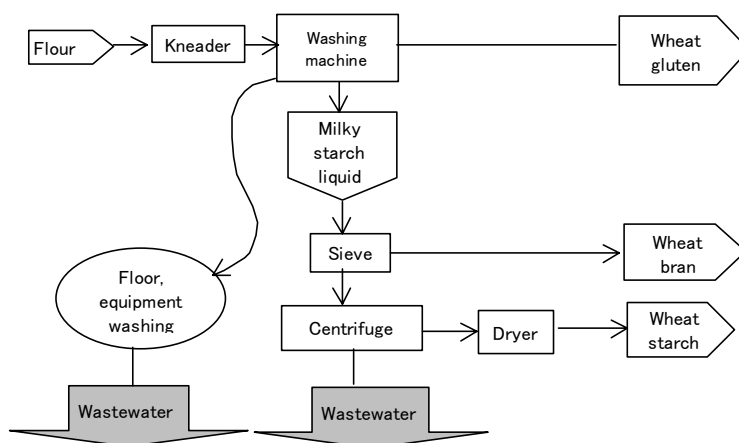 Flour
Kneader
Washing
machine
Wheat
gluten
Milky
starch
liquid
Sieve
Wheat
bran
Floor,
equipment
washing
Centrifuge
Dryer
Wheat
starch
Wastewater
Wastewater